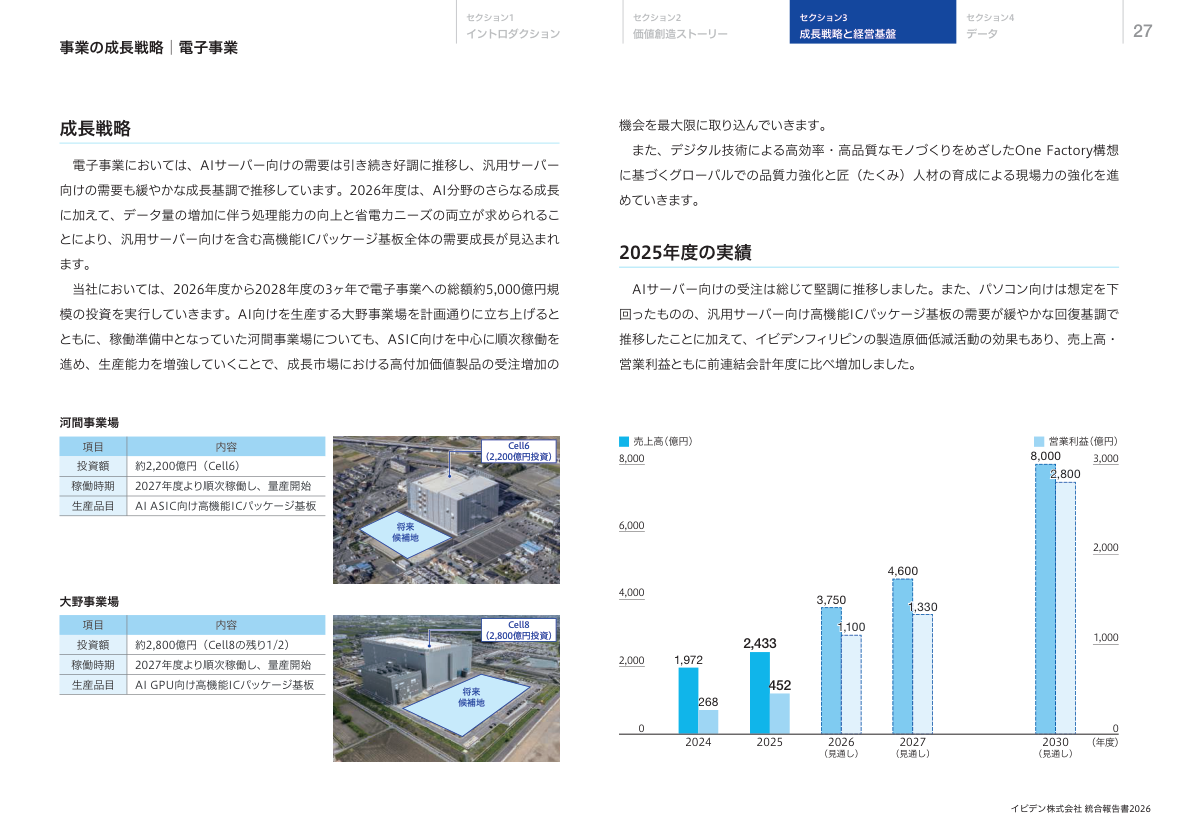 事業の成長戦略｜電子事業
セクション1
イントロダクション
セクション2
価値創造ストーリー
セクション3
成長戦略と経営基盤
セクション4
データ
27
成長戦略
電子事業においては、AIサーバー向けの需要は引き続き好調に推移し、汎用サーバー
向けの需要も緩やかな成長基調で推移しています。2026年度は、AI分野のさらなる成長
に加えて、データ量の増加に伴う処理能力の向上と省電力ニーズの両立が求められるこ
とにより、汎用サーバー向けを含む高機能ICパッケージ基板全体の需要成長が見込まれ
ます。
当社においては、2026年度から2028年度の3ヶ年で電子事業への総額約5,000億円規
模の投資を実行していきます。AI向けを生産する大野事業場を計画通りに立ち上げると
ともに、稼働準備中となっていた河間事業場についても、ASIC向けを中心に順次稼働を
進め、生産能力を増強していくことで、成長市場における高付加価値製品の受注増加の
機会を最大限に取り込んでいきます。
また、デジタル技術による高効率・高品質なモノづくりをめざしたOne Factory構想
に基づくグローバルでの品質力強化と匠（たくみ）人材の育成による現場力の強化を進
めていきます。
2025年度の実績
AIサーバー向けの受注は総じて堅調に推移しました。また、パソコン向けは想定を下
回ったものの、汎用サーバー向け高機能ICパッケージ基板の需要が緩やかな回復基調で
推移したことに加えて、イビデンフィリピンの製造原価低減活動の効果もあり、売上高・
営業利益ともに前連結会計年度に比べ増加しました。
河間事業場
項目 内容
投資額 約2,200億円（Cell6）
稼働時期 2027年度より順次稼働し、量産開始
生産品目 AI ASIC向け高機能ICパッケージ基板
Cell6
（2,200億円投資）
将来
候補地
大野事業場
項目 内容
投資額 約2,800億円（Cell8の残り1/2）
稼働時期 2027年度より順次稼働し、量産開始
生産品目 AI GPU向け高機能ICパッケージ基板
Cell8
（2,800億円投資）
将来
候補地
売上高（億円）
営業利益（億円）
8,000
6,000
4,000
2,000
0
3,000
2,000
1,000
0
1,972
268
2,433
452
3,750
1,100
4,600
1,330
8,000
2,800
2024
2025
2026
（見通し）
2027
（見通し）
2030
（見通し）
（年度）
イビデン株式会社 統合報告書2026